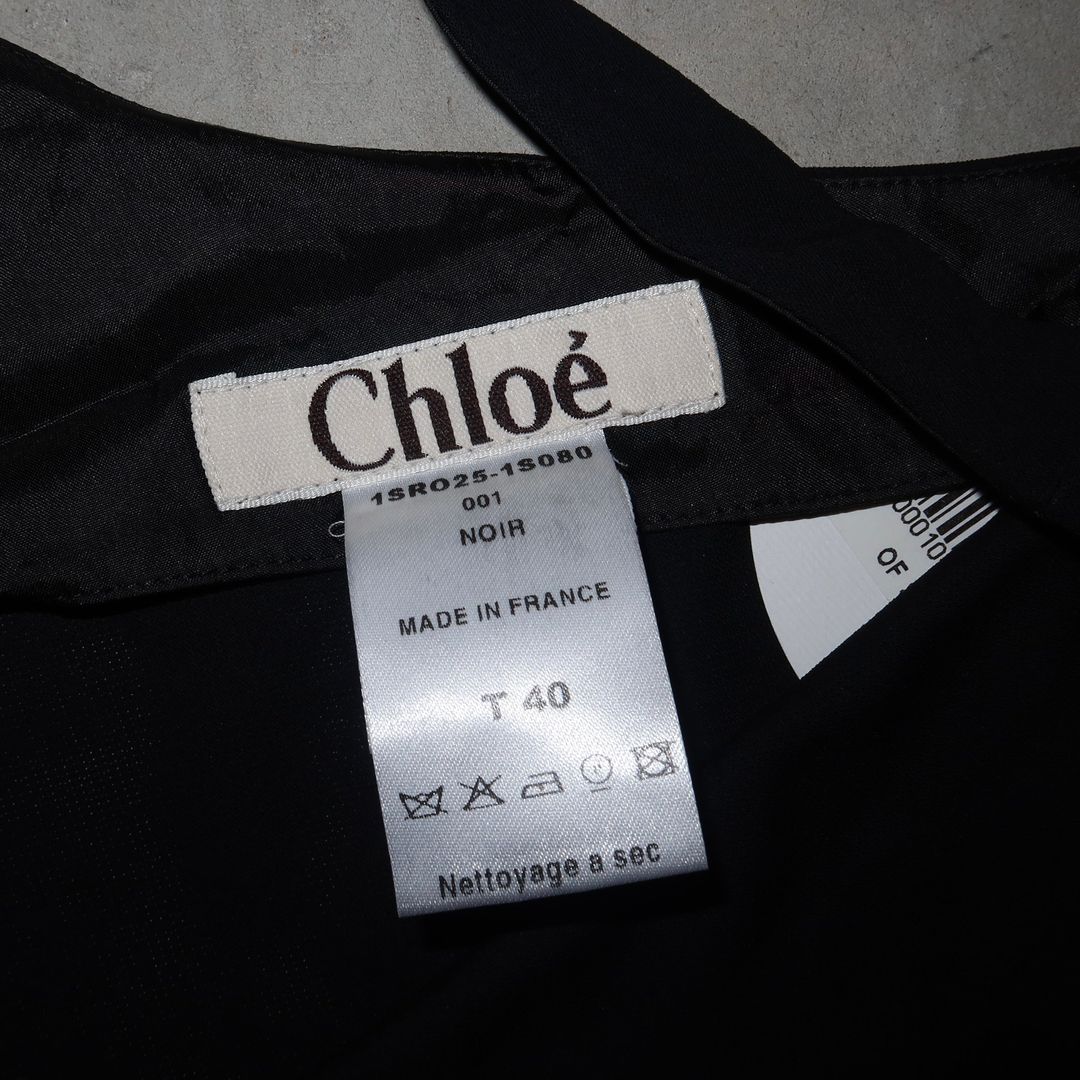 Chloé
1SRO25-1S080
001
NOIR
MADE IN FRANCE
T 40
Nettoyage a sec
00010
OF